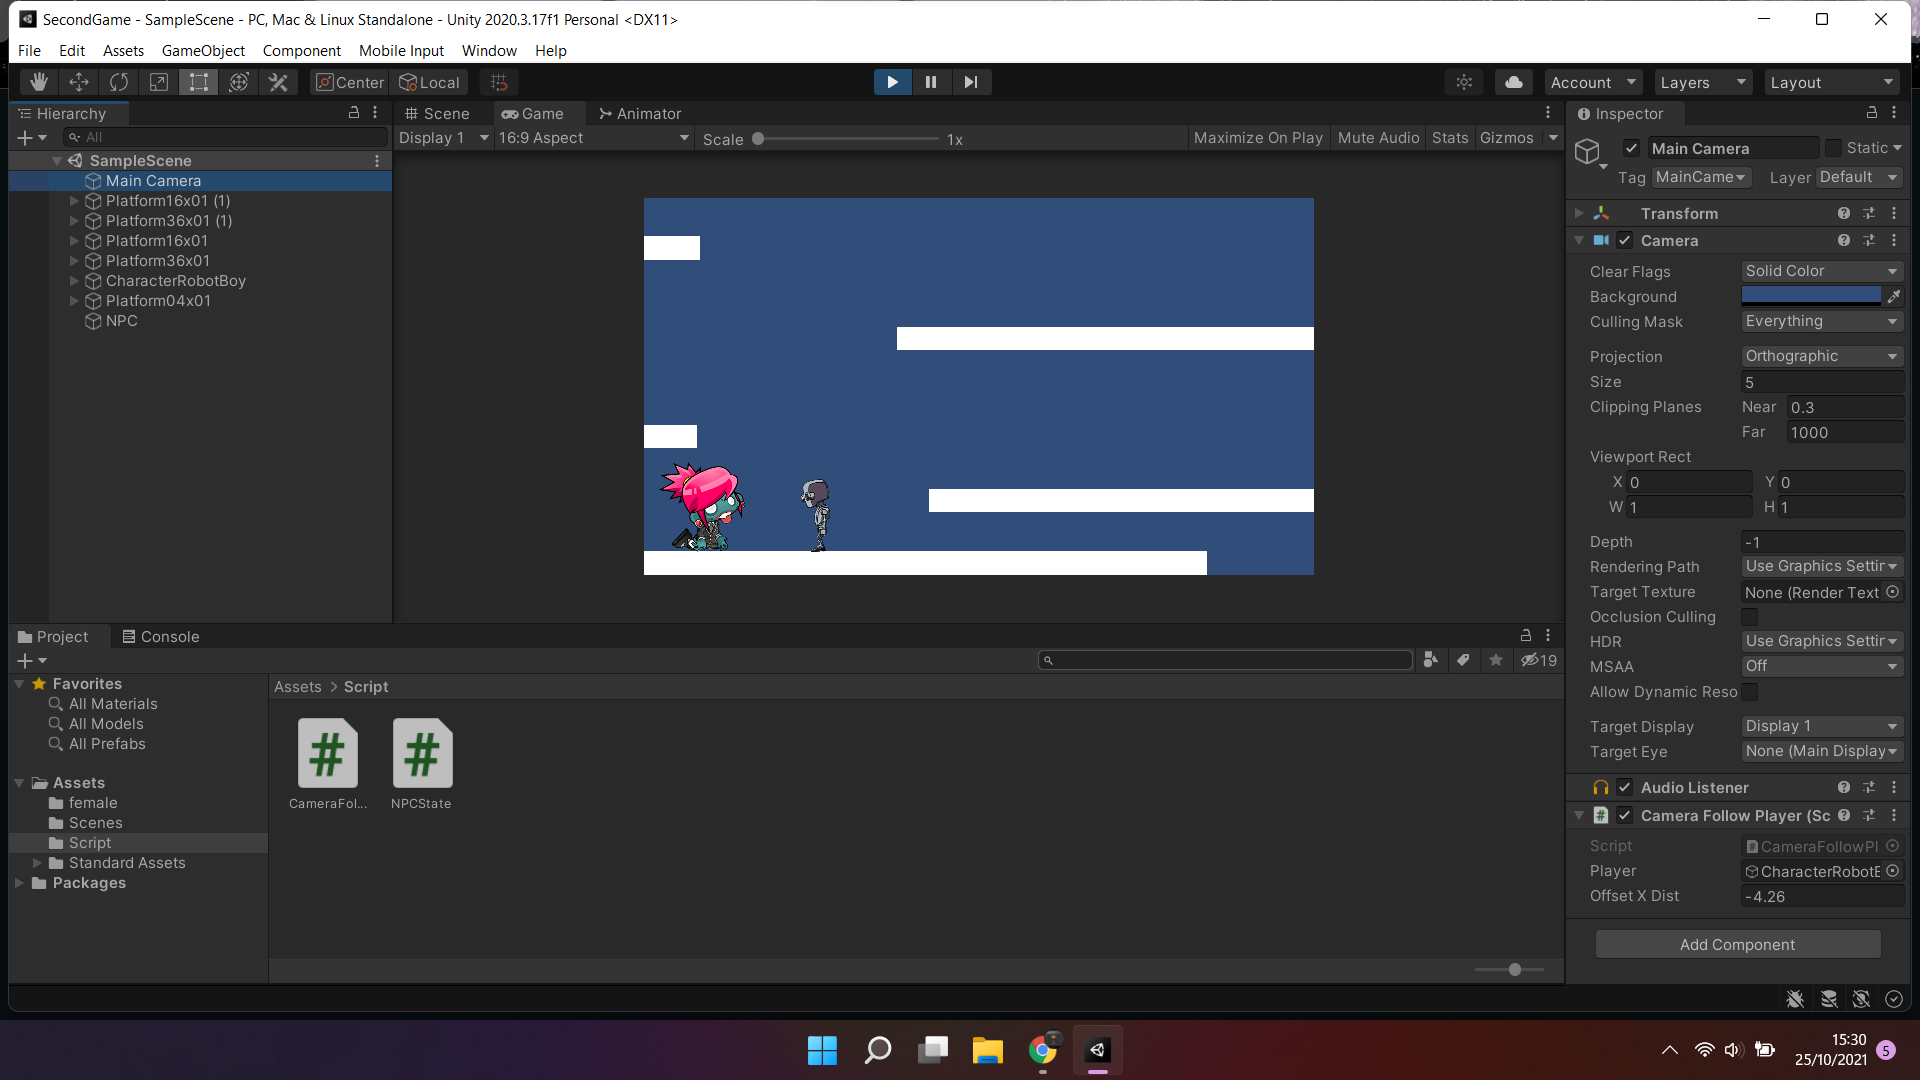 SecondGame - SampleScene - PC, Mac & Linux Standalone - Unity 2020.3.17f1 Personal <DX11>
File Edit Assets GameObject Component Mobile Input Window Help
Center Local Account Layers Layout
Hierarchy
All
SampleScene
Main Camera
Platform16x01 (1)
Platform36x01 (1)
Platform16x01
Platform36x01
CharacterRobotBoy
Platform04x01
NPC
Scene Game Animator
Display 1 16:9 Aspect Scale 1x Maximize On Play Mute Audio Stats Gizmos
Inspector
Main Camera Static
Tag MainCame Layer Default
Transform
Camera
Clear Flags Solid Color
Background
Culling Mask Everything
Projection Orthographic
Size 5
Clipping Planes Near 0.3
Far 1000
Viewport Rect
X 0 Y 0
W 1 H 1
Depth -1
Rendering Path Use Graphics Settir
Target Texture None (Render Text
Occlusion Culling
HDR Use Graphics Settir
MSAA Off
Allow Dynamic Reso
Target Display Display 1
Target Eye None (Main Display
Audio Listener
Camera Follow Player (Sc
Script CameraFollowPl
Player CharacterRobotE
Offset X Dist -4.26
Add Component
Project Console
19
Favorites
All Materials
All Models
All Prefabs
Assets
female
Scenes
Script
Standard Assets
Packages
Assets > Script
CameraFol... NPCState
15:30
25/10/2021 5